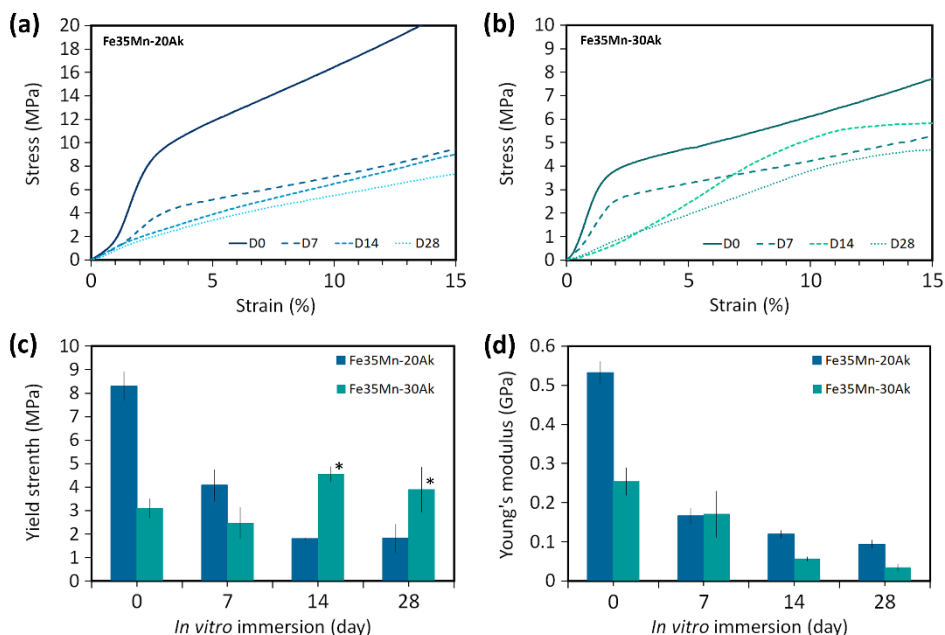 (a)
Fe35Mn-20Ak
Stress (MPa)
20
18
16
14
12
10
8
6
4
2
0
D0 D7 D14 D28
0 5 10 15
Strain (%)
(b)
Fe35Mn-30Ak
Stress (MPa)
10
9
8
7
6
5
4
3
2
1
0
D0 D7 D14 D28
0 5 10 15
Strain (%)
(c)
Fe35Mn-20Ak
Fe35Mn-30Ak
Yield strenth (MPa)
10
9
8
7
6
5
4
3
2
1
0
* *
0 7 14 28
In vitro immersion (day)
(d)
Fe35Mn-20Ak
Fe35Mn-30Ak
Young's modulus (GPa)
0.6
0.5
0.4
0.3
0.2
0.1
0
0 7 14 28
In vitro immersion (day)